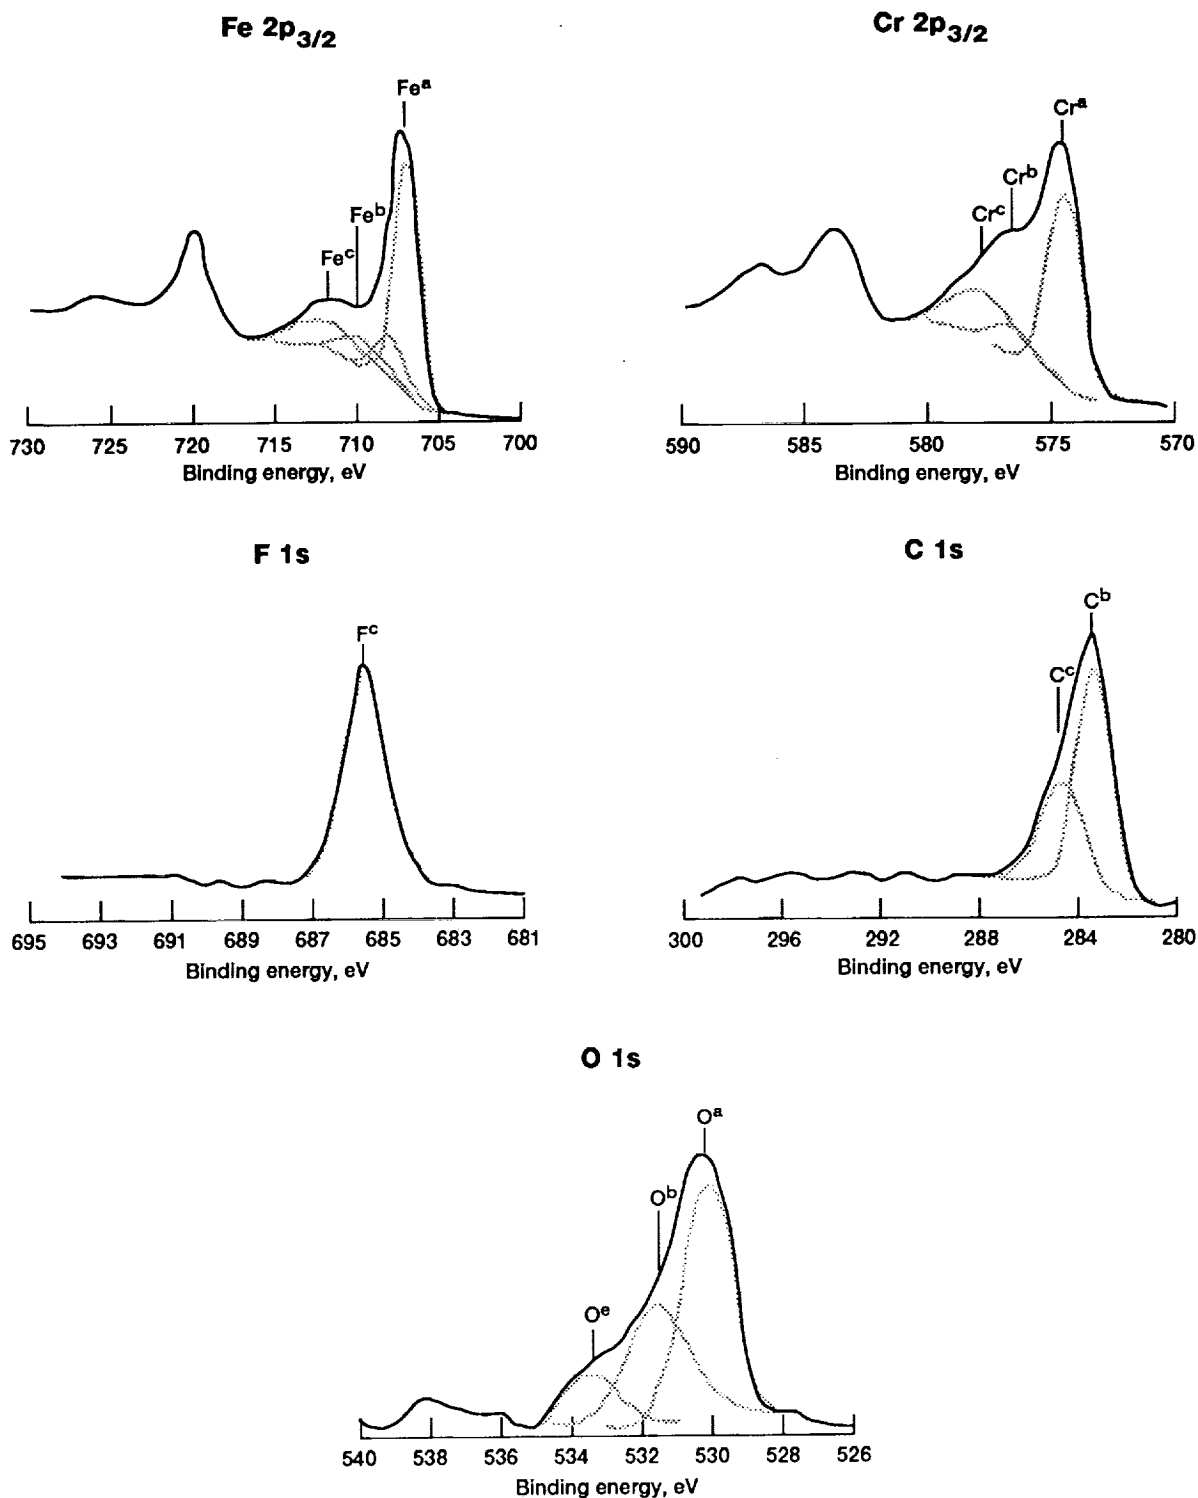 Fe 2p3/2
Cr 2p3/2
Feᵃ
Feᵇ
Feᶜ
730 725 720 715 710 705 700
Binding energy, eV
Crᵃ
Crᵇ
Crᶜ
590 585 580 575 570
Binding energy, eV
F 1s
C 1s
Fᶜ
695 693 691 689 687 685 683 681
Binding energy, eV
Cᵇ
Cᶜ
300 296 292 288 284 280
Binding energy, eV
O 1s
Oᵃ
Oᵇ
Oᵉ
540 538 536 534 532 530 528 526
Binding energy, eV